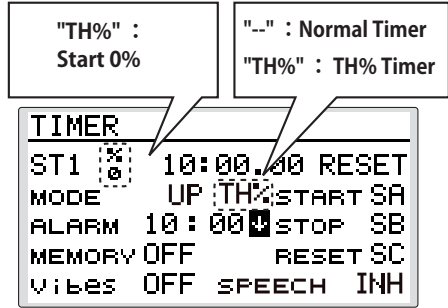 "TH%" :
Start 0%
"--" : Normal Timer
"TH%" : TH% Timer
TIMER
ST1 % 0 10:00.00 RESET
MODE UP TH% START SA
ALARM 10:00 ↓ STOP SB
MEMORY OFF RESET SC
Vibes OFF SPEECH INH